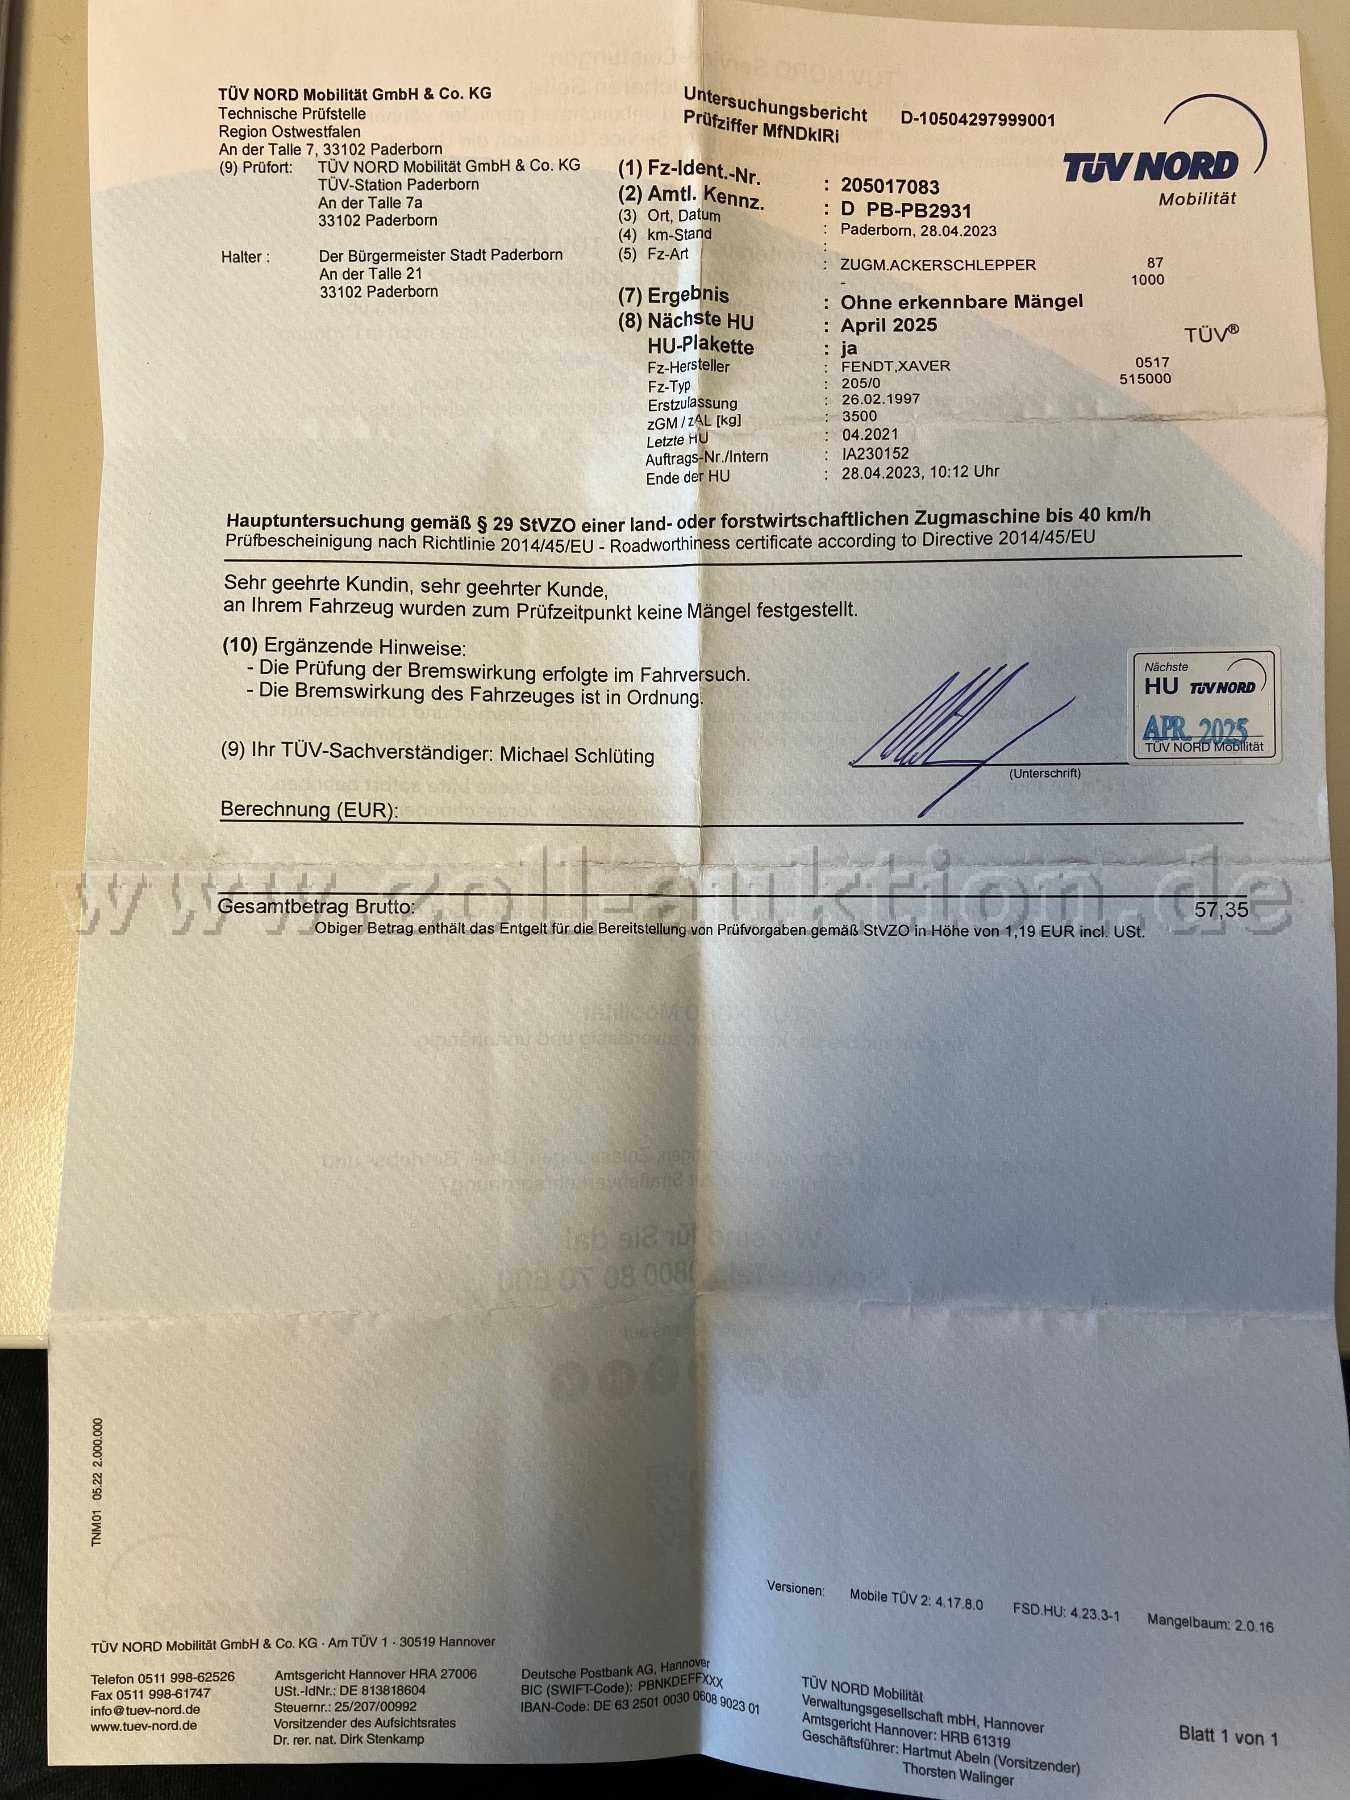 TÜV NORD Mobilität GmbH & Co. KG
Technische Prüfstelle
Region Ostwestfalen
An der Talle 7, 33102 Paderborn
(9) Prüfort: TÜV NORD Mobilität GmbH & Co. KG
TÜV-Station Paderborn
An der Talle 7a
33102 Paderborn
Halter : Der Bürgermeister Stadt Paderborn
An der Talle 21
33102 Paderborn
Untersuchungsbericht D-10504297999001
Prüfziffer MfNDkIRi
TÜV NORD
Mobilität
(1) Fz-Ident.-Nr. : 205017083
(2) Amtl. Kennz. : D PB-PB2931
(3) Ort, Datum : Paderborn, 28.04.2023
(4) km-Stand :
(5) Fz-Art : ZUGM.ACKERSCHLEPPER 87
- 1000
(7) Ergebnis : Ohne erkennbare Mängel
(8) Nächste HU : April 2025
HU-Plakette : ja
TÜV®
Fz-Hersteller : FENDT,XAVER 0517
Fz-Typ : 205/0 515000
Erstzulassung : 26.02.1997
zGM / zAL [kg] : 3500
Letzte HU : 04.2021
Auftrags-Nr./Intern : IA230152
Ende der HU : 28.04.2023, 10:12 Uhr
Hauptuntersuchung gemäß § 29 StVZO einer land- oder forstwirtschaftlichen Zugmaschine bis 40 km/h
Prüfbescheinigung nach Richtlinie 2014/45/EU - Roadworthiness certificate according to Directive 2014/45/EU
Sehr geehrte Kundin, sehr geehrter Kunde,
an Ihrem Fahrzeug wurden zum Prüfzeitpunkt keine Mängel festgestellt.
(10) Ergänzende Hinweise:
- Die Prüfung der Bremswirkung erfolgte im Fahrversuch.
- Die Bremswirkung des Fahrzeuges ist in Ordnung.
(9) Ihr TÜV-Sachverständiger: Michael Schlüting
(Unterschrift)
Nächste
HU TÜV NORD
APR. 2025
TÜV NORD Mobilität
Berechnung (EUR):
www.zoll-auktion.de
Gesamtbetrag Brutto: 57,35
Obiger Betrag enthält das Entgelt für die Bereitstellung von Prüfvorgaben gemäß StVZO in Höhe von 1,19 EUR incl. USt.
TNM01 05.22 2.000.000
Versionen: Mobile TÜV 2: 4.17.8.0 FSD.HU: 4.23.3-1 Mangelbaum: 2.0.16
TÜV NORD Mobilität GmbH & Co. KG · Am TÜV 1 · 30519 Hannover
Telefon 0511 998-62526
Fax 0511 998-61747
info@tuev-nord.de
www.tuev-nord.de
Amtsgericht Hannover HRA 27006
USt.-IdNr.: DE 813818604
Steuernr.: 25/207/00992
Vorsitzender des Aufsichtsrates
Dr. rer. nat. Dirk Stenkamp
Deutsche Postbank AG, Hannover
BIC (SWIFT-Code): PBNKDEFFXXX
IBAN-Code: DE 63 2501 0030 0608 9023 01
TÜV NORD Mobilität
Verwaltungsgesellschaft mbH, Hannover
Amtsgericht Hannover: HRB 61319
Geschäftsführer: Hartmut Abeln (Vorsitzender)
Thorsten Walinger
Blatt 1 von 1